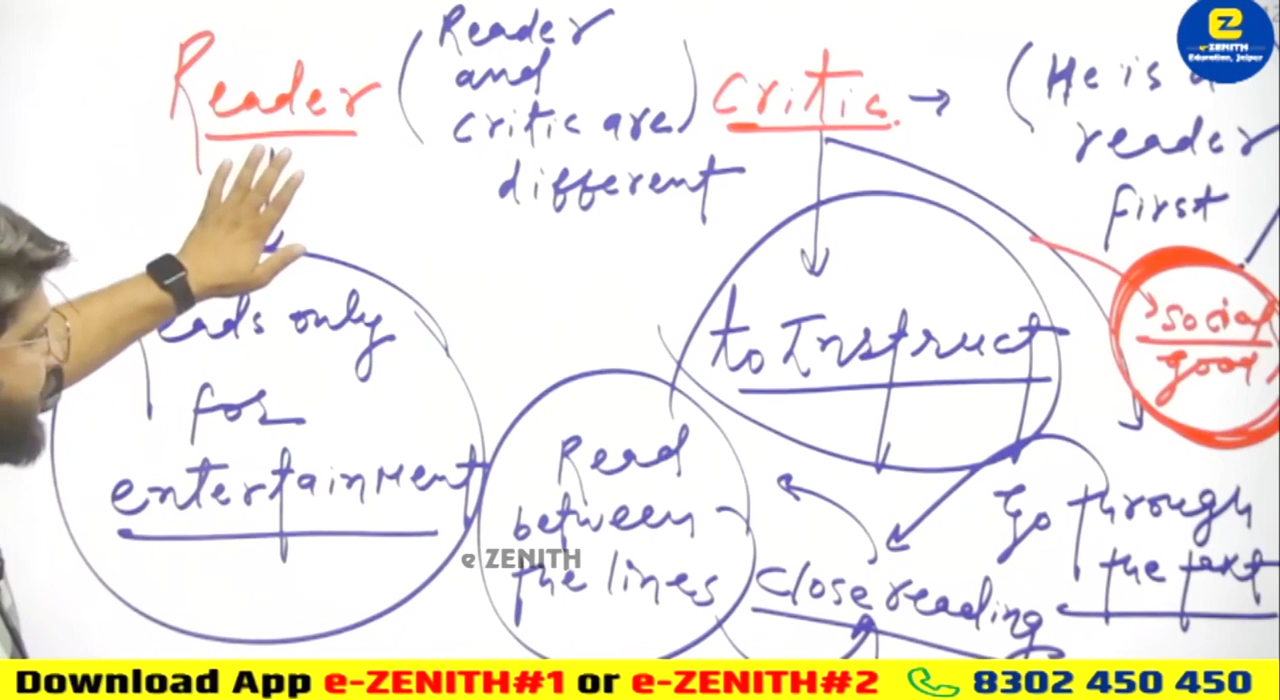 Reader
(Reader
and
critic are)
different
critic. →
(He is a
reader
first
reads only
for
entertainment
to Instruct
social
good
Read
between
the lines
close reading
Go through
the text
e ZENITH
e-ZENITH
Education, Jaipur
Download App e-ZENITH#1 or e-ZENITH#2 8302 450 450